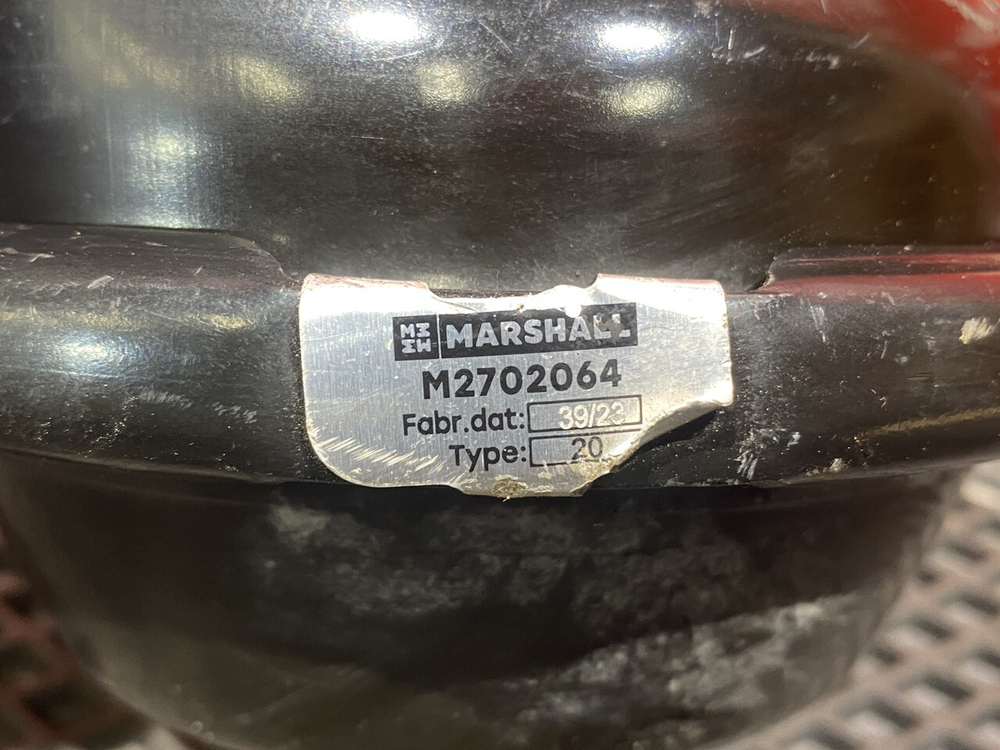 MARSHALL
M2702064
Fabr.dat: 39/23
Type: 20